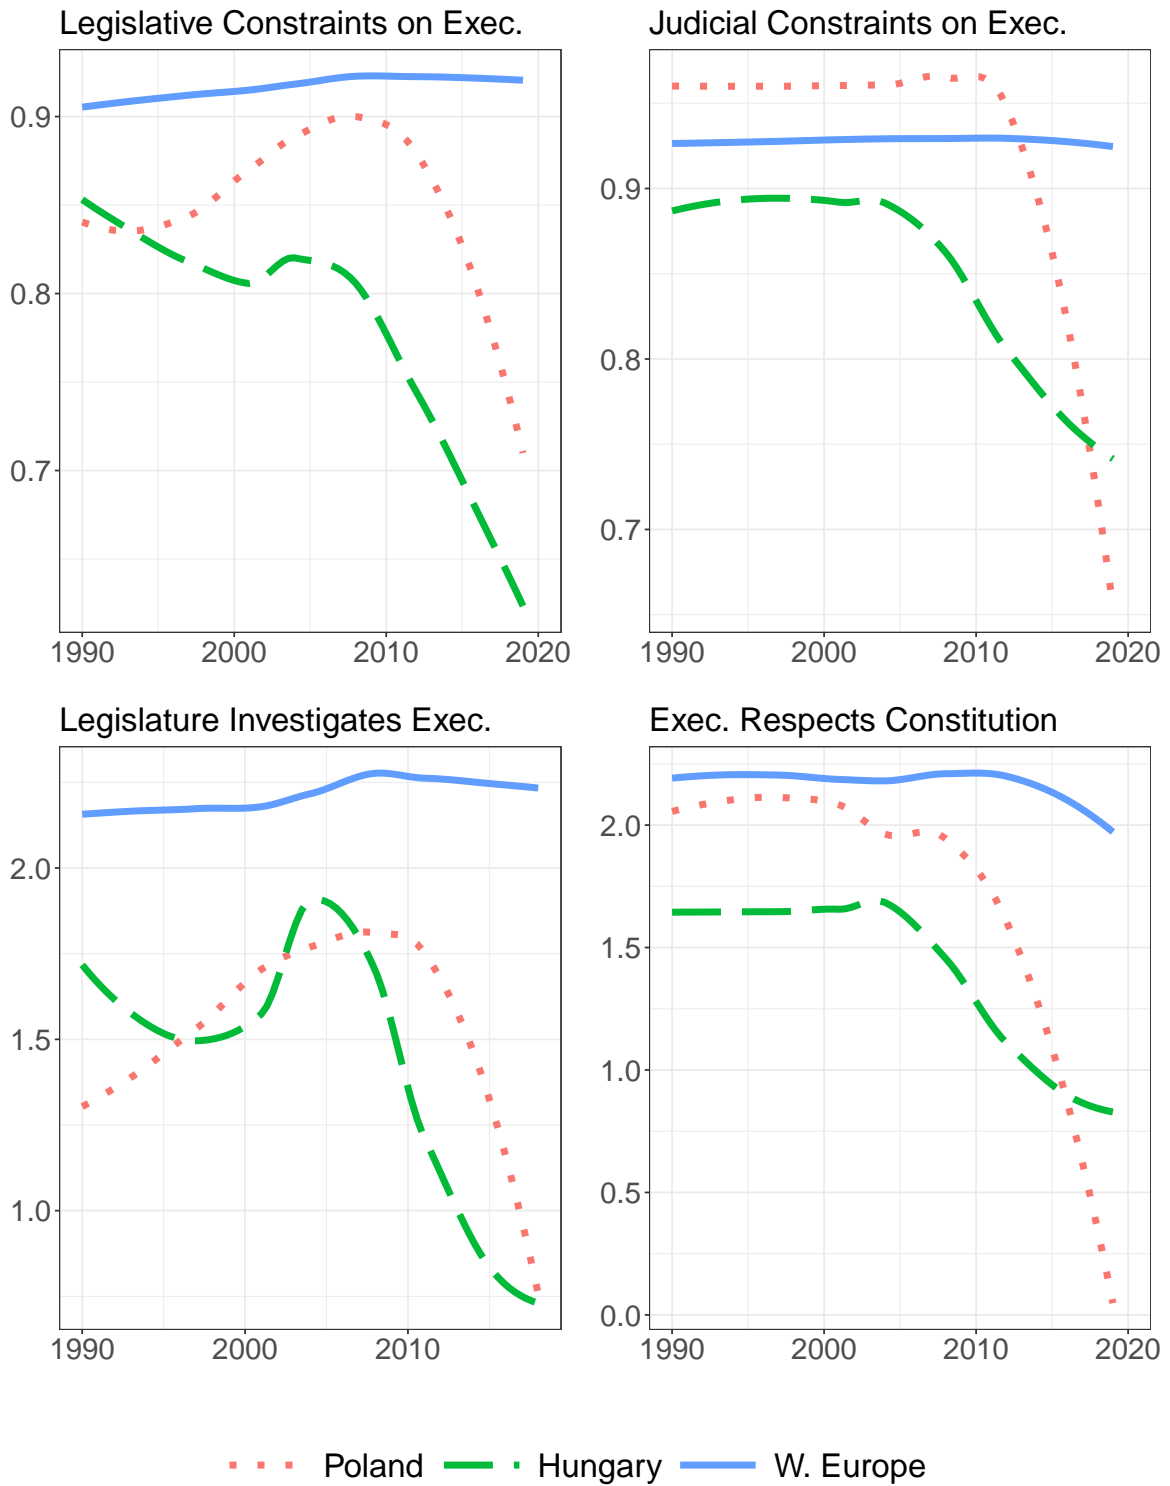 Legislative Constraints on Exec.
0.9
0.8
0.7
1990 2000 2010 2020
Judicial Constraints on Exec.
0.9
0.8
0.7
1990 2000 2010 2020
Legislature Investigates Exec.
2.0
1.5
1.0
1990 2000 2010
Exec. Respects Constitution
2.0
1.5
1.0
0.5
0.0
1990 2000 2010 2020
Poland Hungary W. Europe